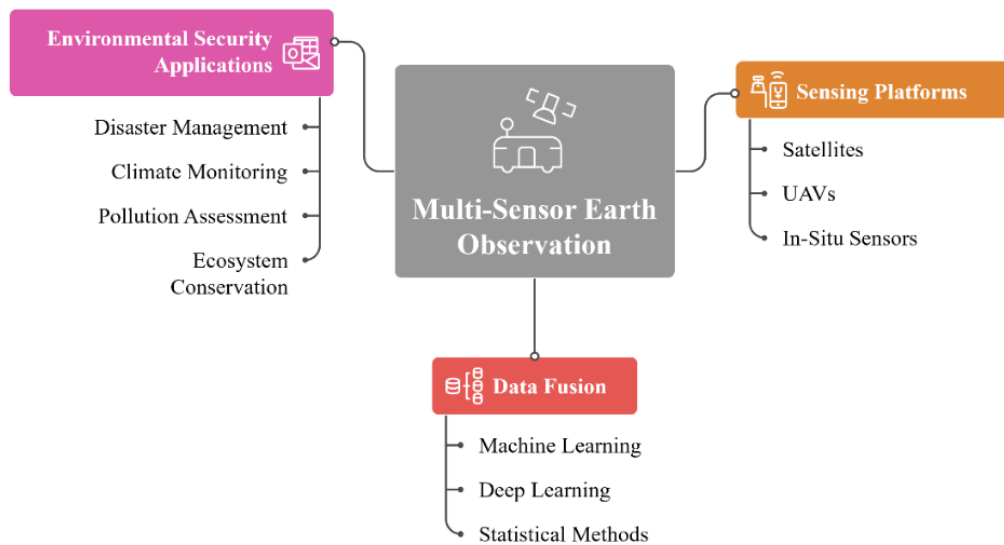 Environmental Security
Applications
Disaster Management
Climate Monitoring
Pollution Assessment
Ecosystem
Conservation
Multi-Sensor Earth
Observation
Sensing Platforms
Satellites
UAVs
In-Situ Sensors
Data Fusion
Machine Learning
Deep Learning
Statistical Methods